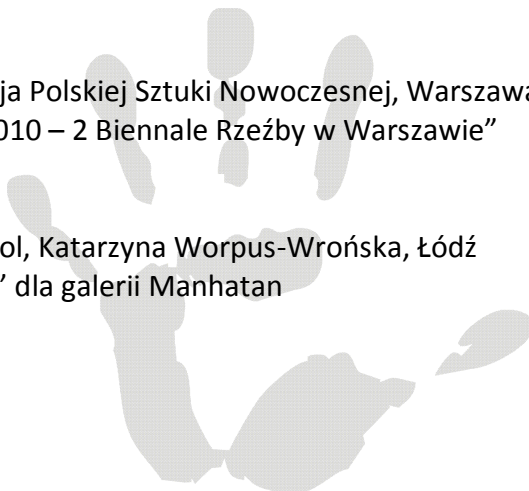 ja Polskiej Sztuki Nowoczesnej, Warszawa
010 – 2 Biennale Rzeźby w Warszawie”
ol, Katarzyna Worpus-Wrońska, Łódź
” dla galerii Manhatan